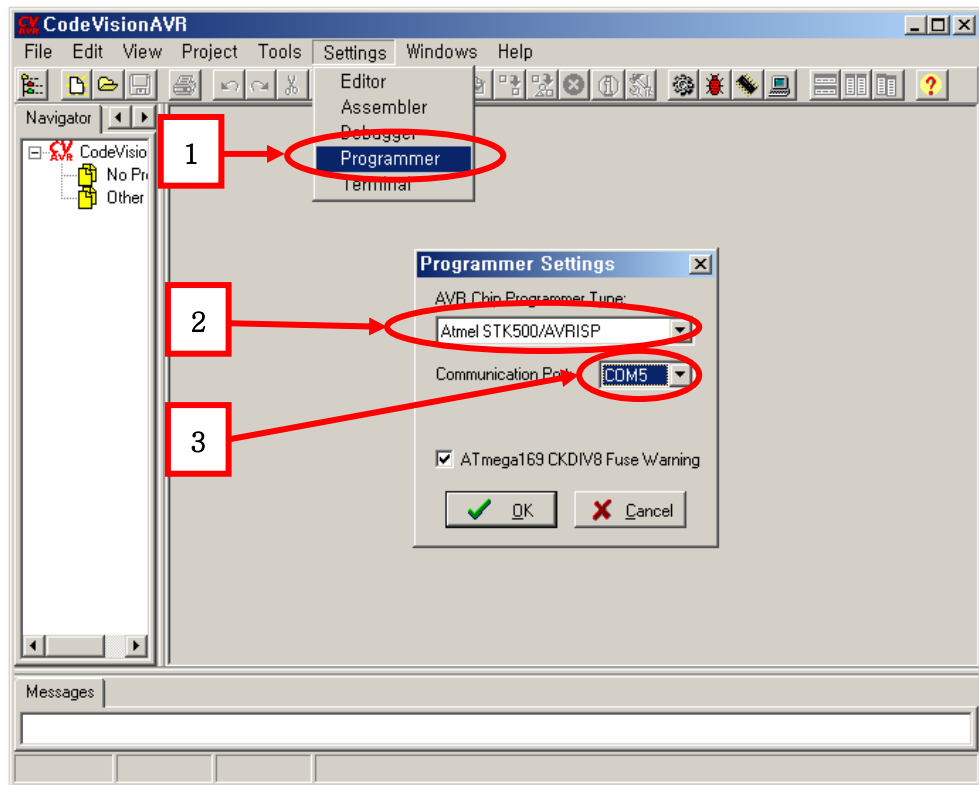 CodeVisionAVR
File Edit View Project Tools Settings Windows Help
Editor
Assembler
Debugger
Programmer
Terminal
Navigator
CodeVisio
No Pr
Other
1
2
3
Programmer Settings
AVR Chip Programmer Type:
Atmel STK500/AVRISP
Communication Port:
COM5
ATmega169 CKDIV8 Fuse Warning
OK Cancel
Messages